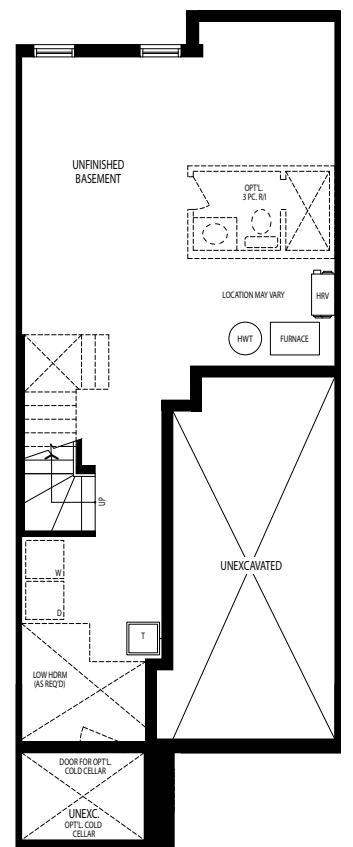 UNFINISHED
BASEMENT
OPT'L.
3 PC. R/I
LOCATION MAY VARY
HRV
HWT
FURNACE
UP
UNEXCAVATED
W
D
T
LOW HDRM
(AS REQ'D)
DOOR FOR OPT'L.
COLD CELLAR
UNEXC.
OPT'L. COLD
CELLAR